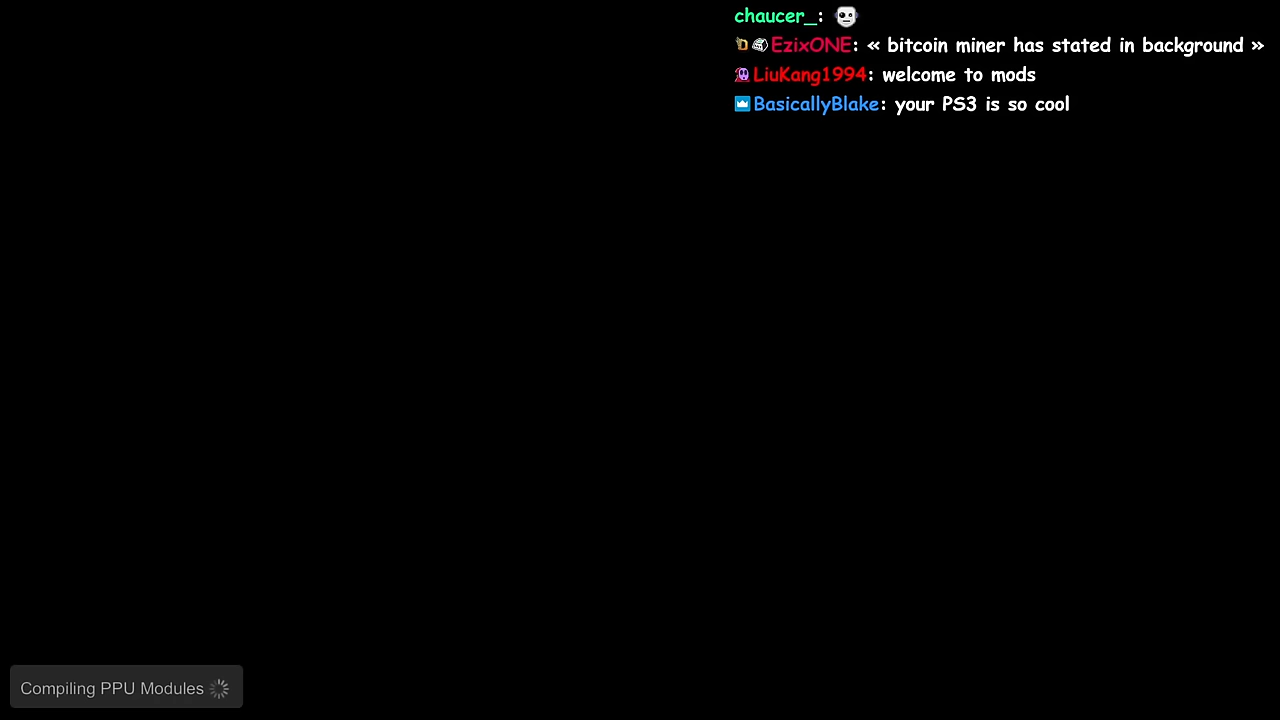 chaucer_:
EzixONE: « bitcoin miner has stated in background »
LiuKang1994: welcome to mods
BasicallyBlake: your PS3 is so cool
Compiling PPU Modules